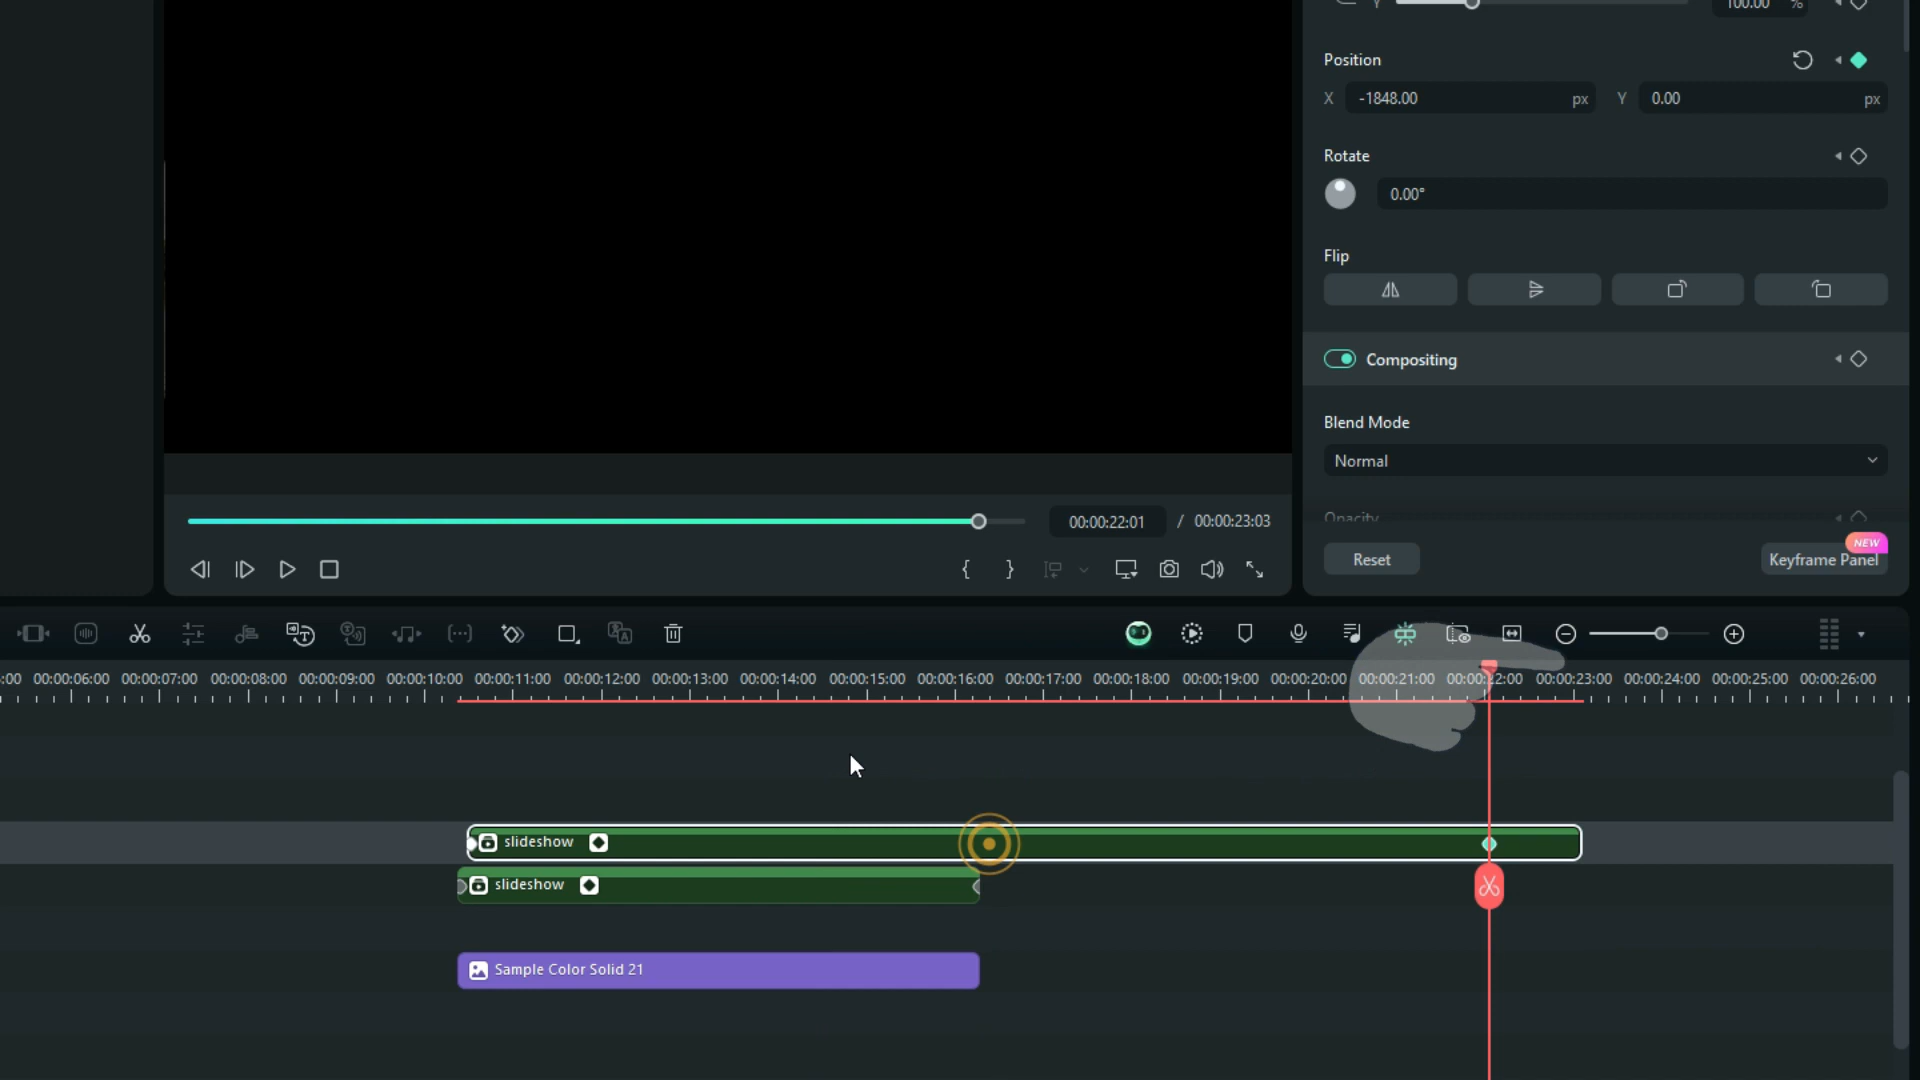 Y 100.00 %
Position
X -1848.00 px Y 0.00 px
Rotate
0.00°
Flip
Compositing
Blend Mode
Normal
Opacity
00:00:22:01 / 00:00:23:03
NEW
Reset Keyframe Panel
:00 00:00:06:00 00:00:07:00 00:00:08:00 00:00:09:00 00:00:10:00 00:00:11:00 00:00:12:00 00:00:13:00 00:00:14:00 00:00:15:00 00:00:16:00 00:00:17:00 00:00:18:00 00:00:19:00 00:00:20:00 00:00:21:00 00:00:22:00 00:00:23:00 00:00:24:00 00:00:25:00 00:00:26:00
slideshow
slideshow
Sample Color Solid 21